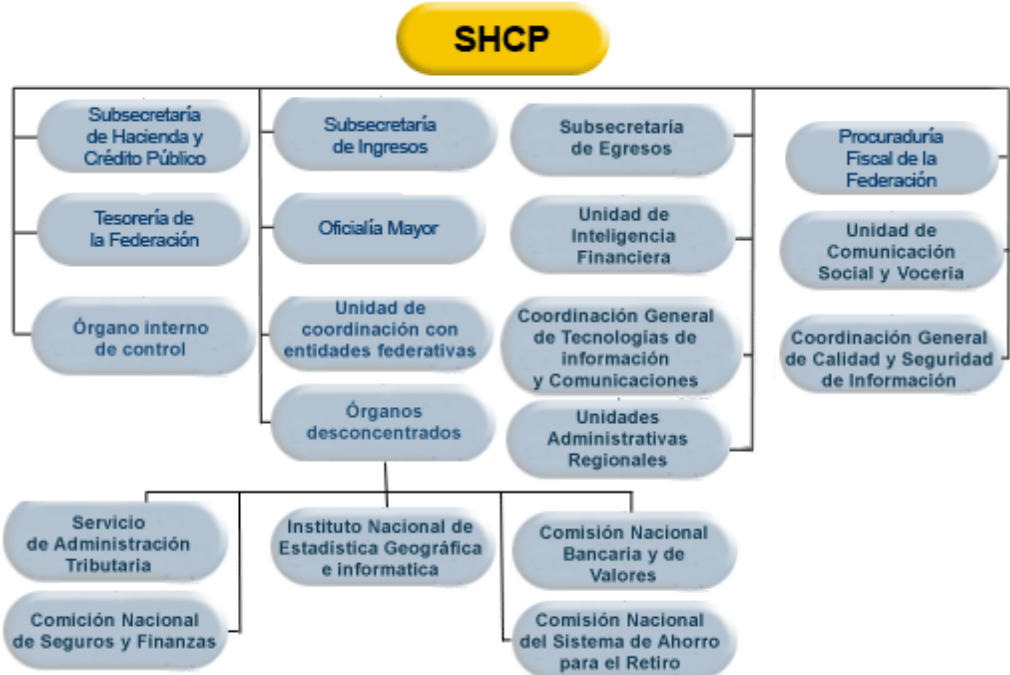 SHCP
Subsecretaría
de Hacienda y
Crédito Público
Subsecretaría
de Ingresos
Subsecretaría
de Egresos
Procuraduría
Fiscal de la
Federación
Tesorería de
la Federación
Oficialía Mayor
Unidad de
Inteligencia
Financiera
Unidad de
Comunicación
Social y Voceria
Órgano interno
de control
Unidad de
coordinación con
entidades federativas
Coordinación General
de Tecnologías de
información
y Comunicaciones
Coordinación General
de Calidad y Seguridad
de Información
Órganos
desconcentrados
Unidades
Administrativas
Regionales
Servicio
de Administración
Tributaria
Instituto Nacional de
Estadística Geográfica
e informatica
Comisión Nacional
Bancaria y de
Valores
Comición Nacional
de Seguros y Finanzas
Comisión Nacional
del Sistema de Ahorro
para el Retiro